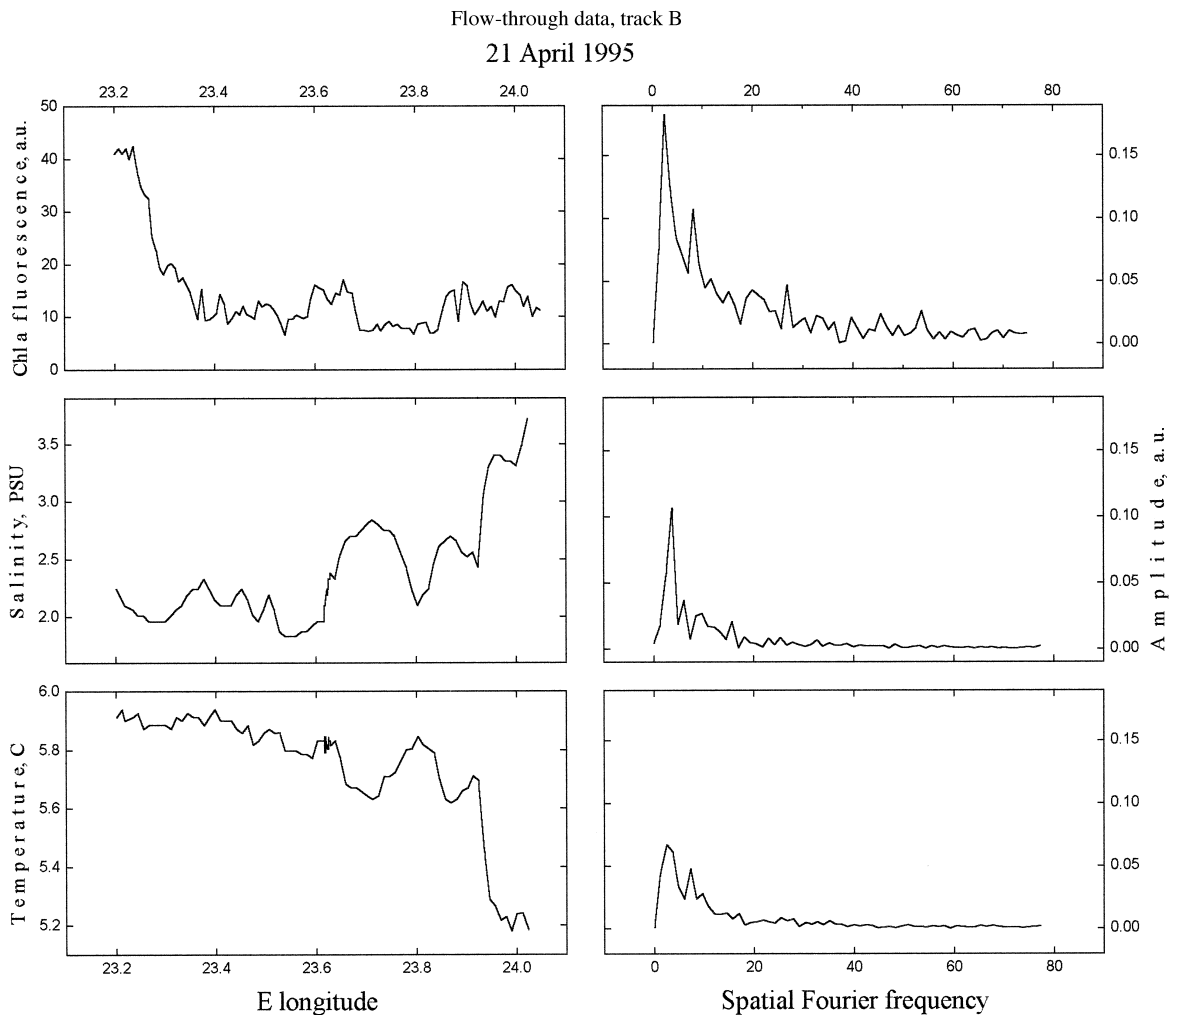 Flow-through data, track B
21 April 1995
23.2 23.4 23.6 23.8 24.0
0 20 40 60 80
50
40
30
20
10
0
Chl a fluorescence, a.u.
0.15
0.10
0.05
0.00
3.5
3.0
2.5
2.0
Salinity, PSU
0.15
0.10
0.05
0.00
Amplitude, a.u.
6.0
5.8
5.6
5.4
5.2
Temperature, C
0.15
0.10
0.05
0.00
23.2 23.3 23.6 23.8 24.0
0 20 40 60 80
E longitude
Spatial Fourier frequency